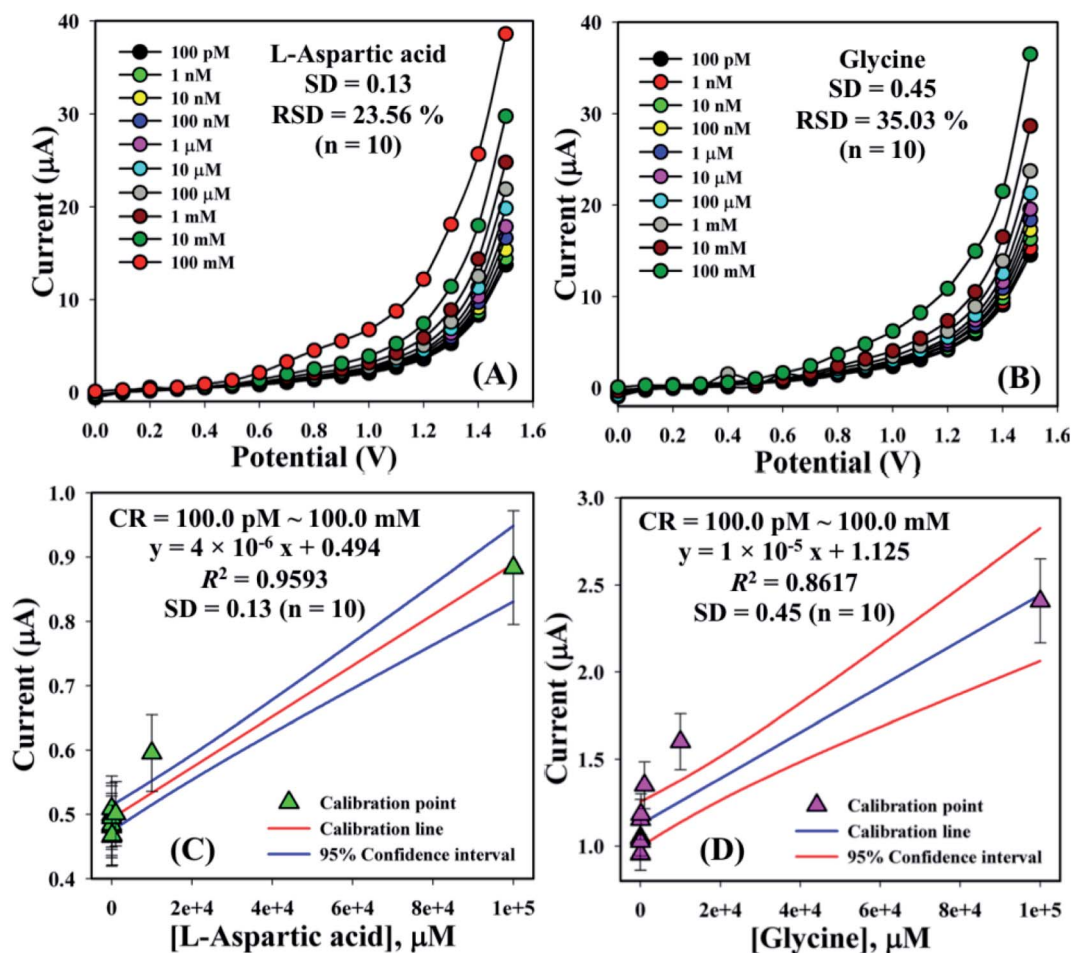 40
30
20
10
0
Current (µA)
100 pM
1 nM
10 nM
100 nM
1 µM
10 µM
100 µM
1 mM
10 mM
100 mM
L-Aspartic acid
SD = 0.13
RSD = 23.56 %
(n = 10)
(A)
0.0 0.2 0.4 0.6 0.8 1.0 1.2 1.4 1.6
Potential (V)
40
30
20
10
0
Current (µA)
100 pM
1 nM
10 nM
100 nM
1 µM
10 µM
100 µM
1 mM
10 mM
100 mM
Glycine
SD = 0.45
RSD = 35.03 %
(n = 10)
(B)
0.0 0.2 0.4 0.6 0.8 1.0 1.2 1.4 1.6
Potential (V)
1.0
0.9
0.8
0.7
0.6
0.5
0.4
Current (µA)
CR = 100.0 pM ~ 100.0 mM
y = 4 × 10⁻⁶ x + 0.494
R² = 0.9593
SD = 0.13 (n = 10)
Calibration point
Calibration line
95% Confidence interval
(C)
0 2e+4 4e+4 6e+4 8e+4 1e+5
[L-Aspartic acid], µM
3.0
2.5
2.0
1.5
1.0
Current (µA)
CR = 100.0 pM ~ 100.0 mM
y = 1 × 10⁻⁵ x + 1.125
R² = 0.8617
SD = 0.45 (n = 10)
Calibration point
Calibration line
95% Confidence interval
(D)
0 2e+4 4e+4 6e+4 8e+4 1e+5
[Glycine], µM